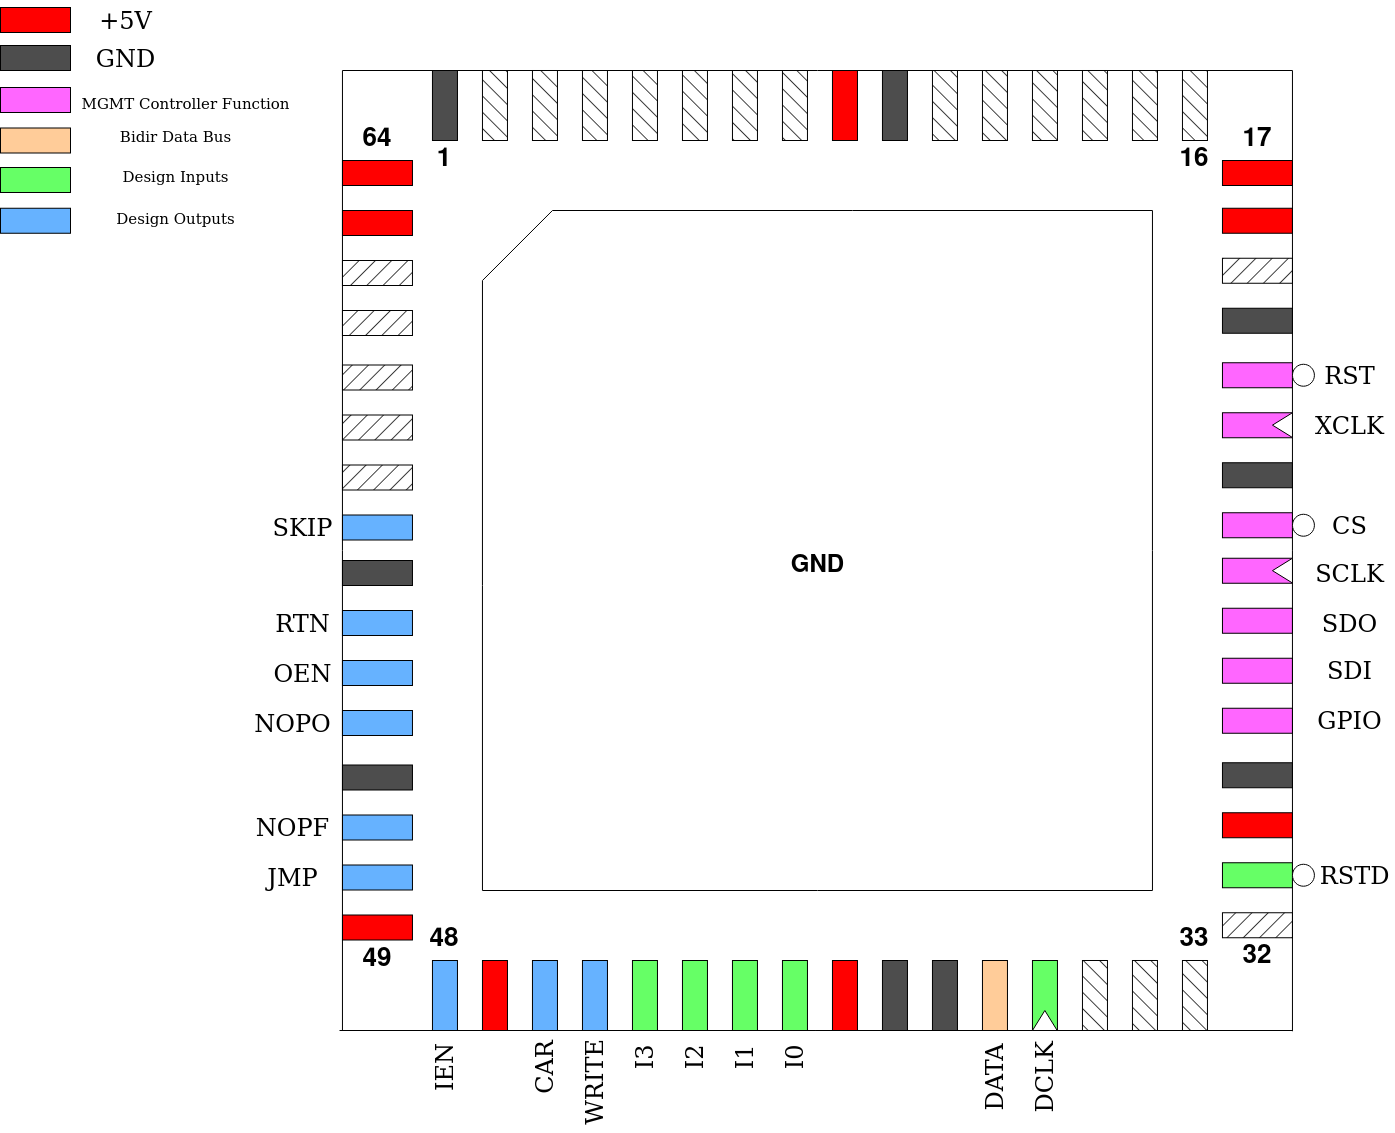 +5V
GND
MGMT Controller Function
Bidir Data Bus
Design Inputs
Design Outputs
64
1
16
17
RST
XCLK
CS
SCLK
SDO
SDI
GPIO
RSTD
SKIP
RTN
OEN
NOPO
NOPF
JMP
GND
49
48
33
32
IEN
CAR
WRITE
I3
I2
I1
I0
DATA
DCLK